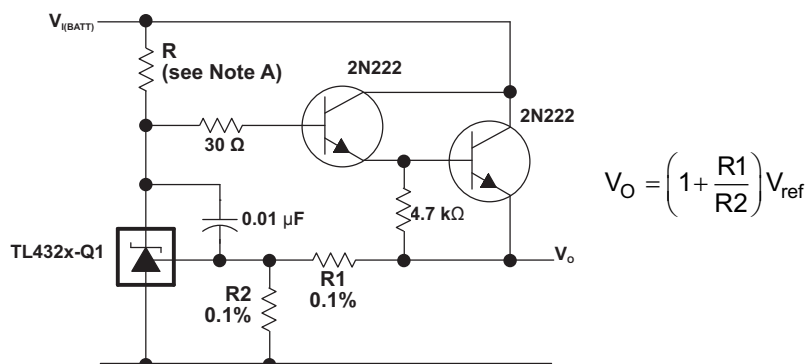 V_I(BATT)
R
(see Note A)
2N222
2N222
30 Ω
0.01 μF
4.7 kΩ
TL432x-Q1
V_O
R1
0.1%
R2
0.1%
V_O = (1 + R1/R2) V_ref